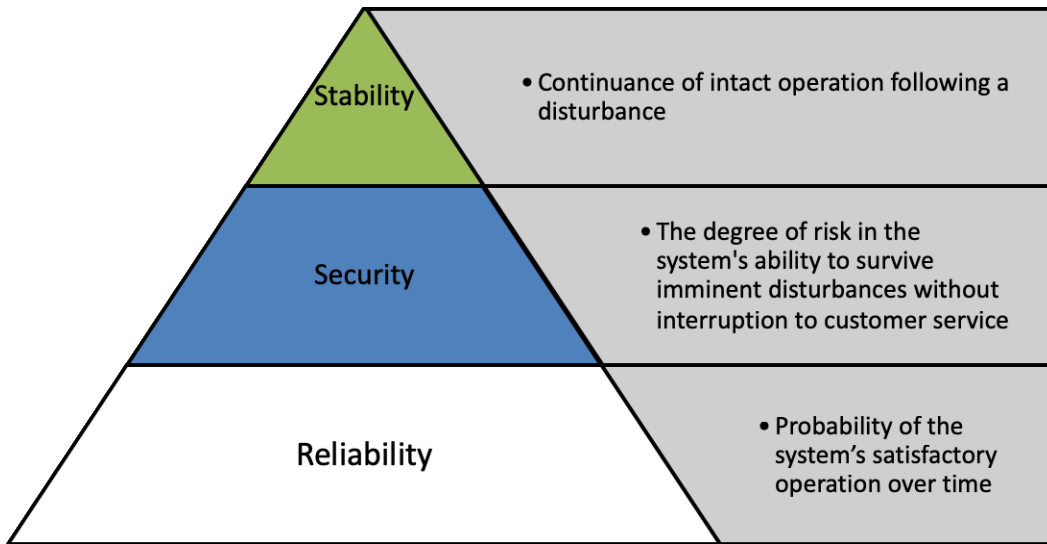 Stability
• Continuance of intact operation following a
disturbance
Security
• The degree of risk in the
system's ability to survive
imminent disturbances without
interruption to customer service
Reliability
• Probability of the
system’s satisfactory
operation over time